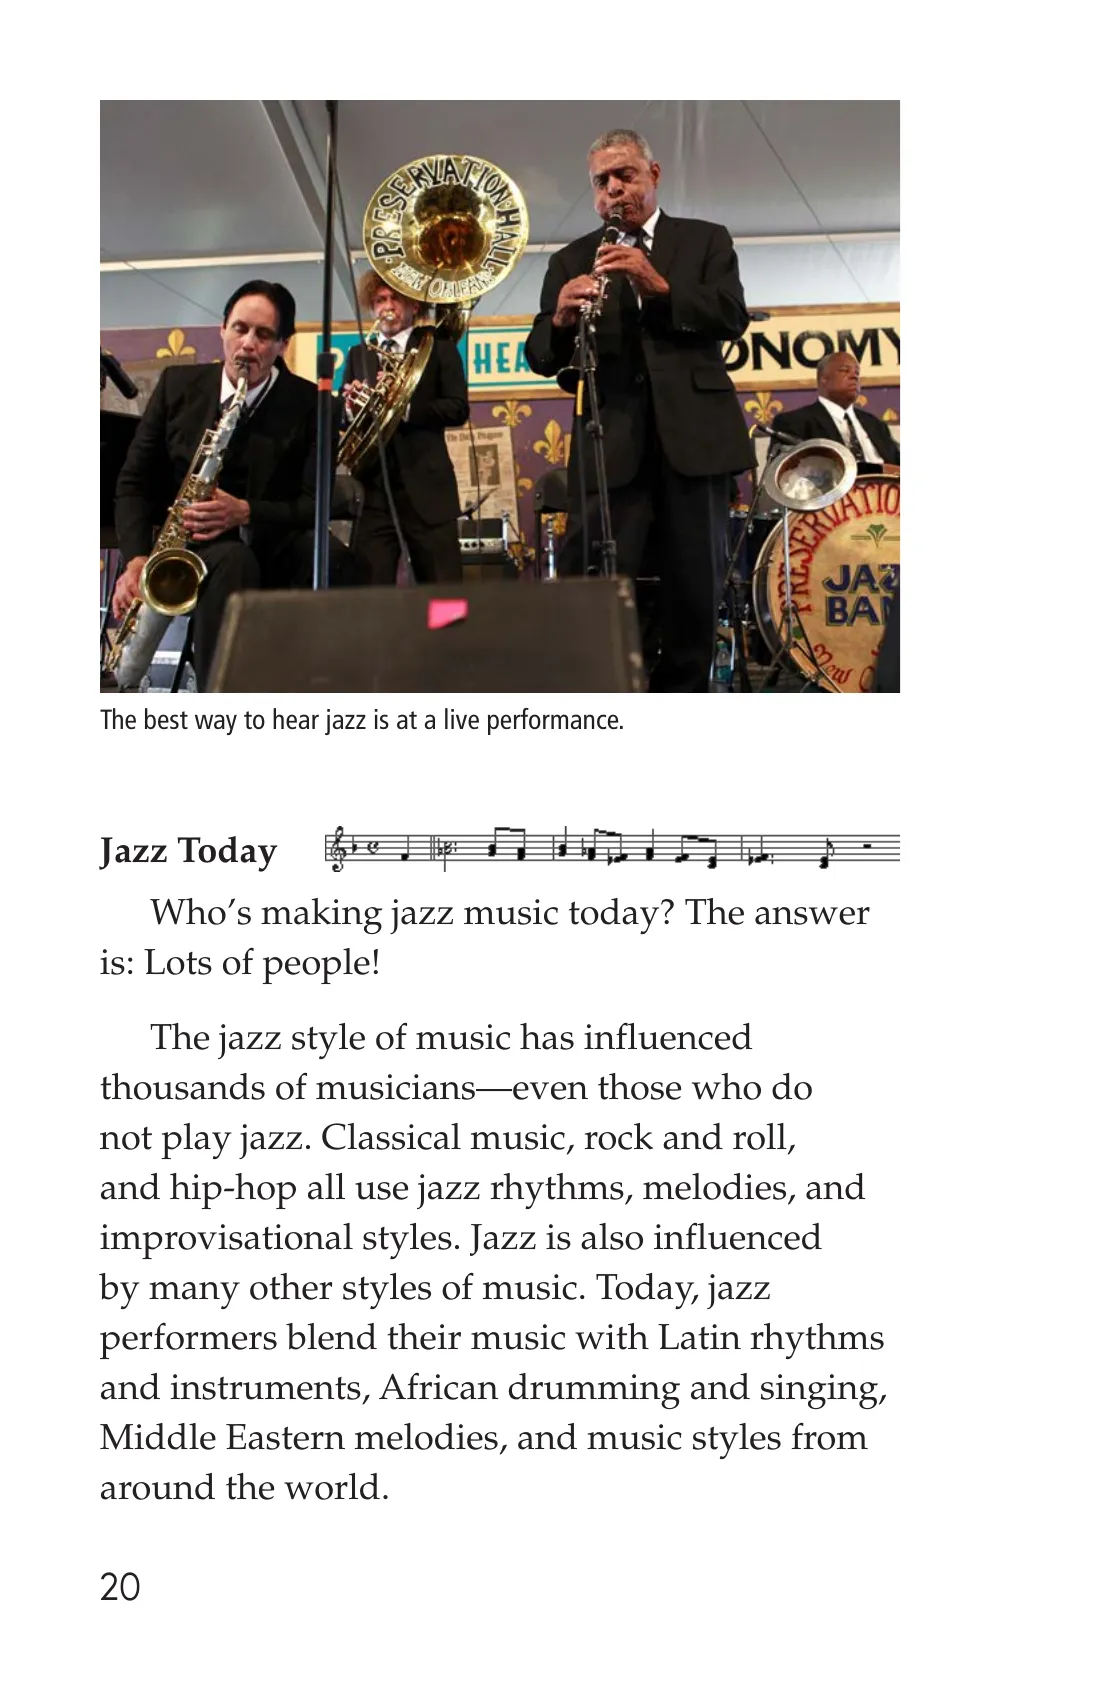 PRESERVATION HALL
NEW ORLEANS
HEA
ONOMY
PRESERVATIO
JAZ
BAN
New O
The best way to hear jazz is at a live performance.
Jazz Today
Who’s making jazz music today? The answer
is: Lots of people!
The jazz style of music has influenced
thousands of musicians—even those who do
not play jazz. Classical music, rock and roll,
and hip-hop all use jazz rhythms, melodies, and
improvisational styles. Jazz is also influenced
by many other styles of music. Today, jazz
performers blend their music with Latin rhythms
and instruments, African drumming and singing,
Middle Eastern melodies, and music styles from
around the world.
20